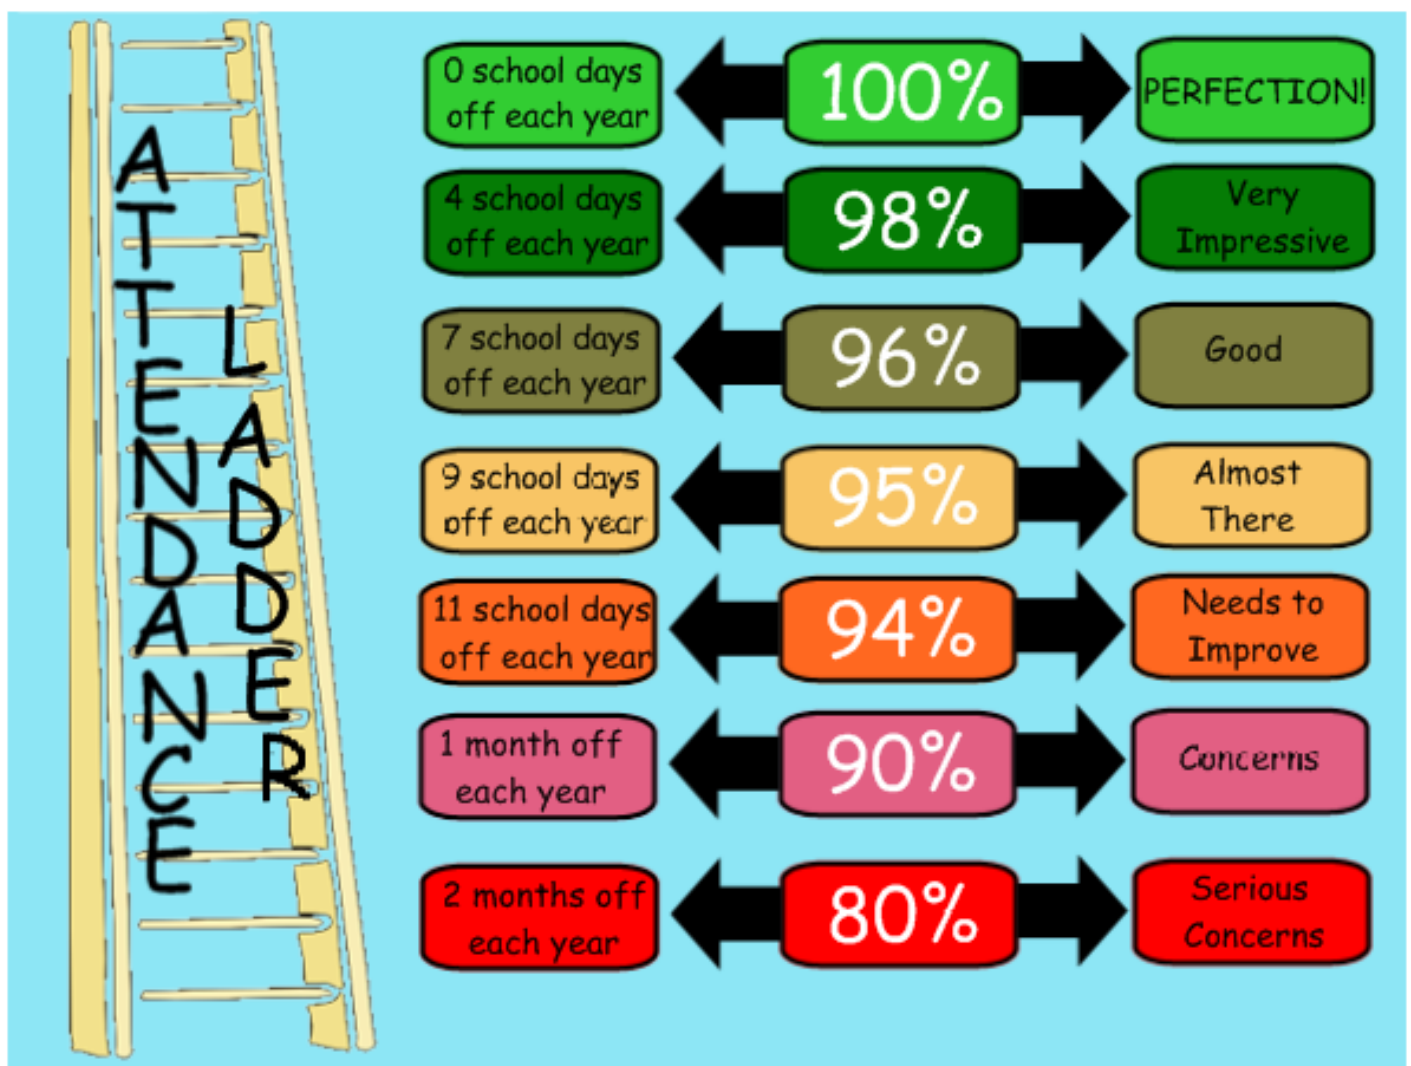 ATTENDANCE
LADDER
0 school days
off each year
100%
PERFECTION!
4 school days
off each year
98%
Very
Impressive
7 school days
off each year
96%
Good
9 school days
off each year
95%
Almost
There
11 school days
off each year
94%
Needs to
Improve
1 month off
each year
90%
Concerns
2 months off
each year
80%
Serious
Concerns